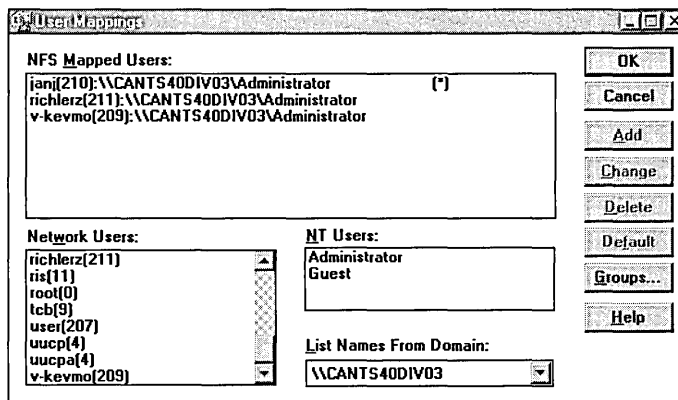 User Mappings
NFS Mapped Users:
janj(210):\\CANTS40DIV03\Administrator (*)
richlerz(211):\\CANTS40DIV03\Administrator
v-kevmo(209):\\CANTS40DIV03\Administrator
OK
Cancel
Add
Change
Delete
Default
Groups...
Help
Network Users:
richlerz(211)
ris(11)
root(0)
tcb(9)
user(207)
uucp(4)
uucpa(4)
v-kevmo(209)
NT Users:
Administrator
Guest
List Names From Domain:
\\CANTS40DIV03